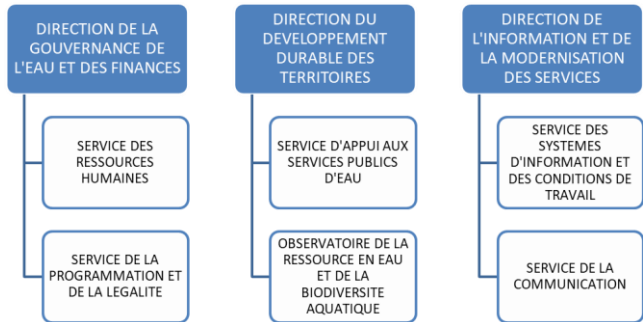 DIRECTION DE LA
GOUVERNANCE DE
L'EAU ET DES FINANCES
SERVICE DES
RESSOURCES
HUMAINES
SERVICE DE LA
PROGRAMMATION ET
DE LA LEGALITE
DIRECTION DU
DEVELOPPEMENT
DURABLE DES
TERRITOIRES
SERVICE D'APPUI AUX
SERVICES PUBLICS
D'EAU
OBSERVATOIRE DE LA
RESSOURCE EN EAU
ET DE LA
BIODIVERSITE
AQUATIQUE
DIRECTION DE
L'INFORMATION ET DE
LA MODERNISATION
DES SERVICES
SERVICE DES
SYSTEMES
D'INFORMATION ET
DES CONDITIONS DE
TRAVAIL
SERVICE DE LA
COMMUNICATION